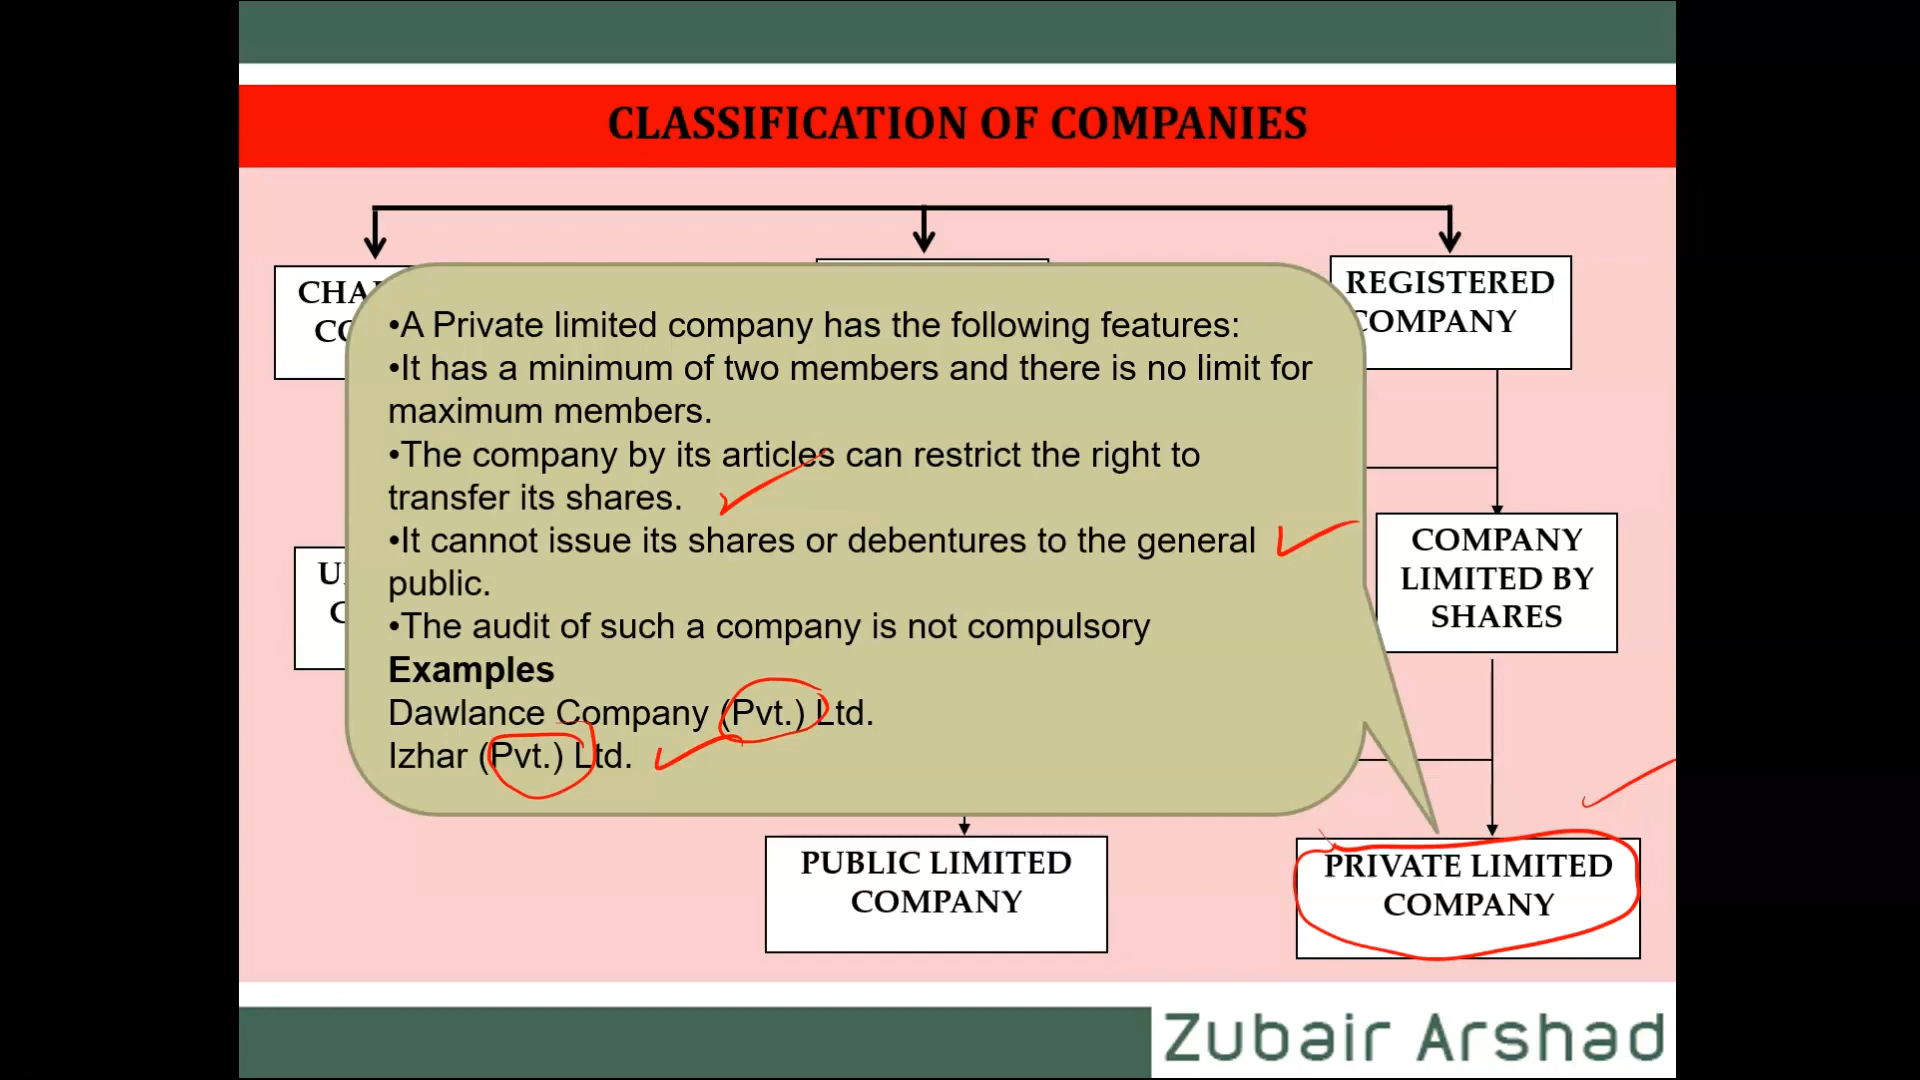 CLASSIFICATION OF COMPANIES
REGISTERED
COMPANY
•A Private limited company has the following features:
•It has a minimum of two members and there is no limit for
maximum members.
•The company by its articles can restrict the right to
transfer its shares.
•It cannot issue its shares or debentures to the general
public.
•The audit of such a company is not compulsory
Examples
Dawlance Company (Pvt.) Ltd.
Izhar (Pvt.) Ltd.
COMPANY
LIMITED BY
SHARES
PUBLIC LIMITED
COMPANY
PRIVATE LIMITED
COMPANY
Zubair Arshad